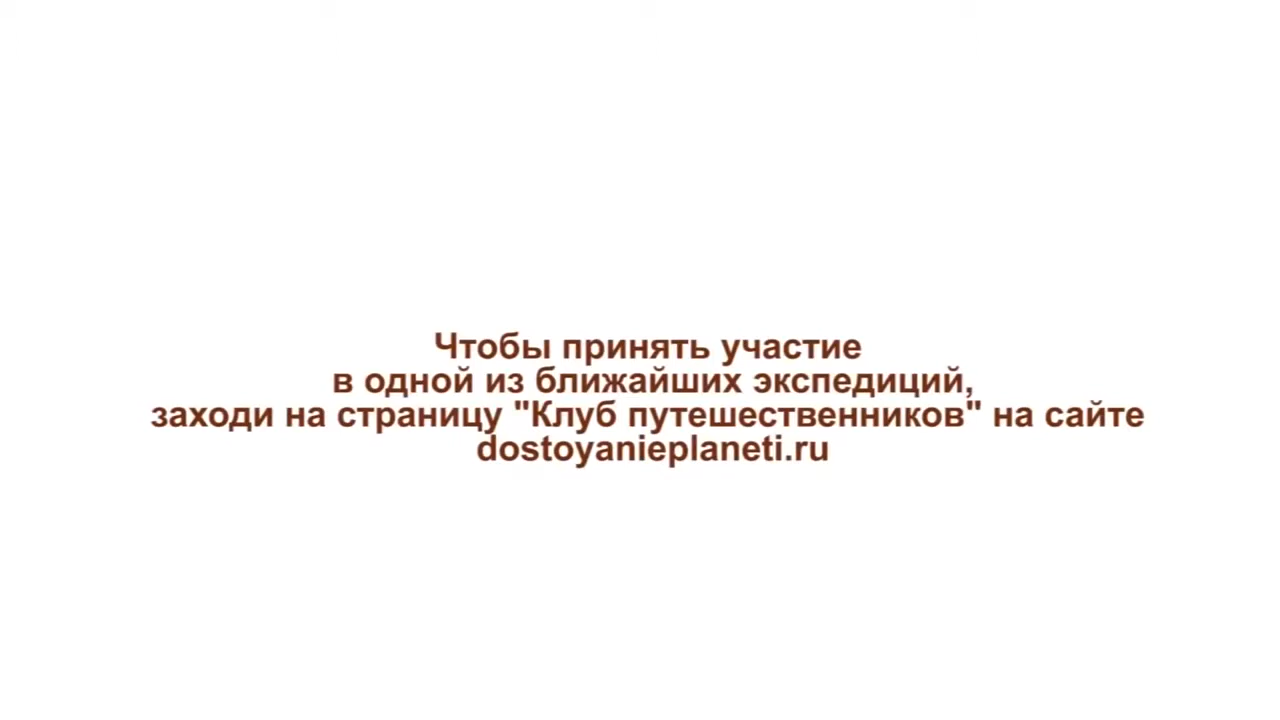 Чтобы принять участие
в одной из ближайших экспедиций,
заходи на страницу "Клуб путешественников" на сайте
dostoyanieplaneti.ru